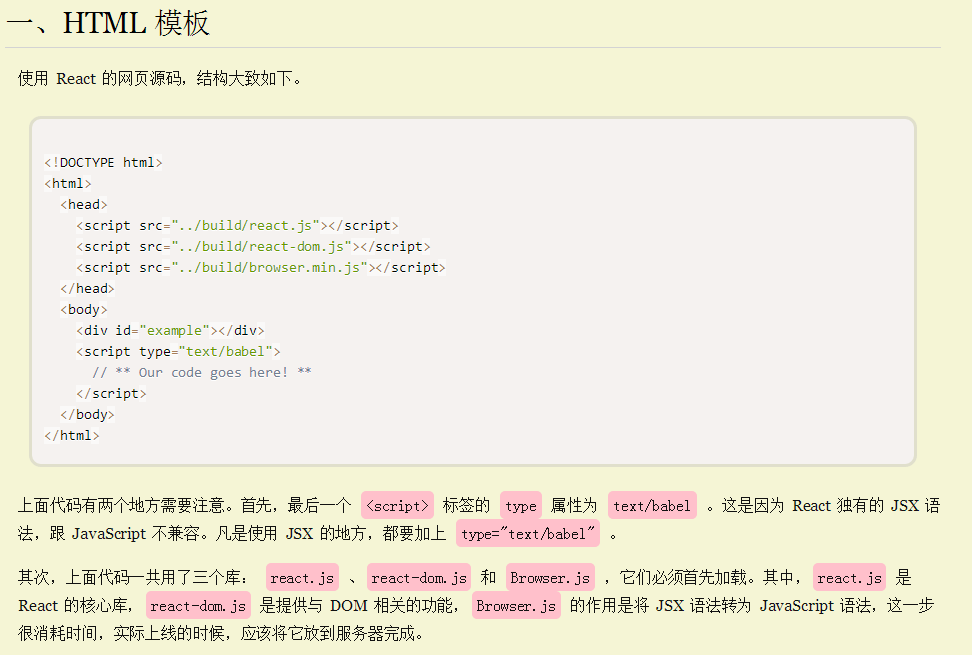 一、HTML 模板
使用 React 的网页源码，结构大致如下。
<!DOCTYPE html>
<html>
  <head>
    <script src="../build/react.js"></script>
    <script src="../build/react-dom.js"></script>
    <script src="../build/browser.min.js"></script>
  </head>
  <body>
    <div id="example"></div>
    <script type="text/babel">
      // ** Our code goes here! **
    </script>
  </body>
</html>
上面代码有两个地方需要注意。首先，最后一个 <script> 标签的 type 属性为 text/babel 。这是因为 React 独有的 JSX 语
法，跟 JavaScript 不兼容。凡是使用 JSX 的地方，都要加上 type="text/babel" 。
其次，上面代码一共用了三个库： react.js 、 react-dom.js 和 Browser.js ，它们必须首先加载。其中， react.js 是
React 的核心库， react-dom.js 是提供与 DOM 相关的功能， Browser.js 的作用是将 JSX 语法转为 JavaScript 语法，这一步
很消耗时间，实际上线的时候，应该将它放到服务器完成。